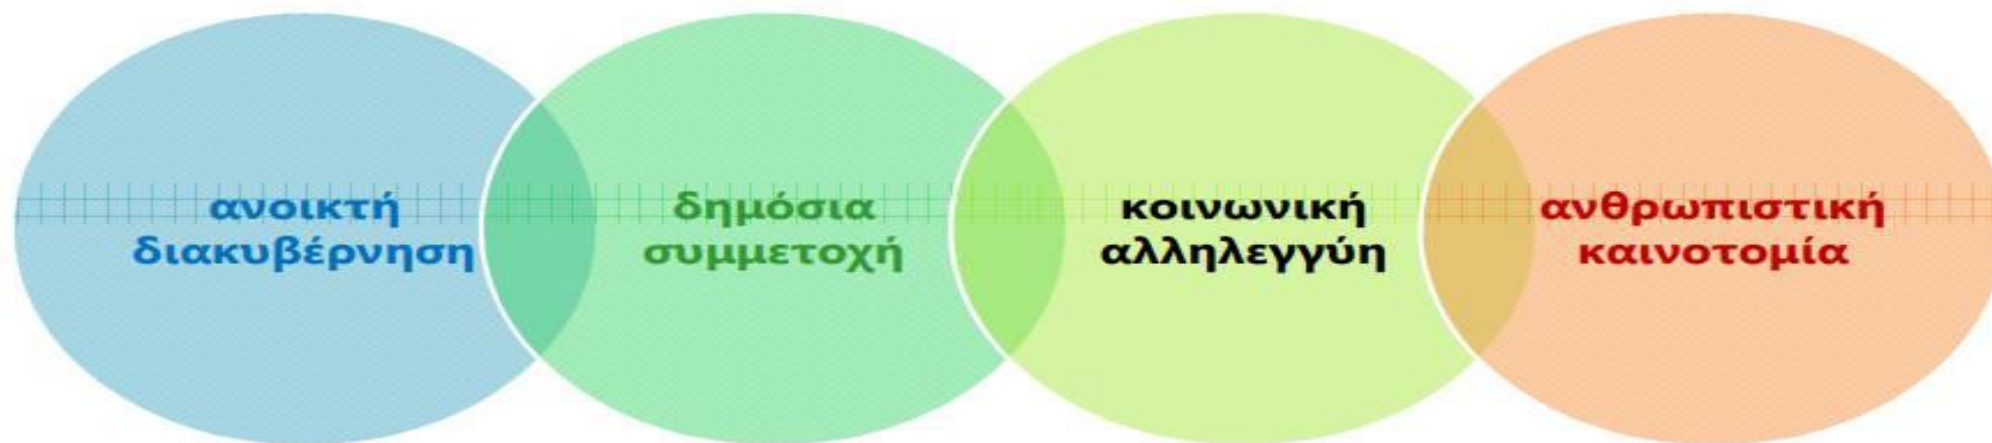 ανοικτή
διακυβέρνηση
δημόσια
συμμετοχή
κοινωνική
αλληλεγγύη
ανθρωπιστική
καινοτομία